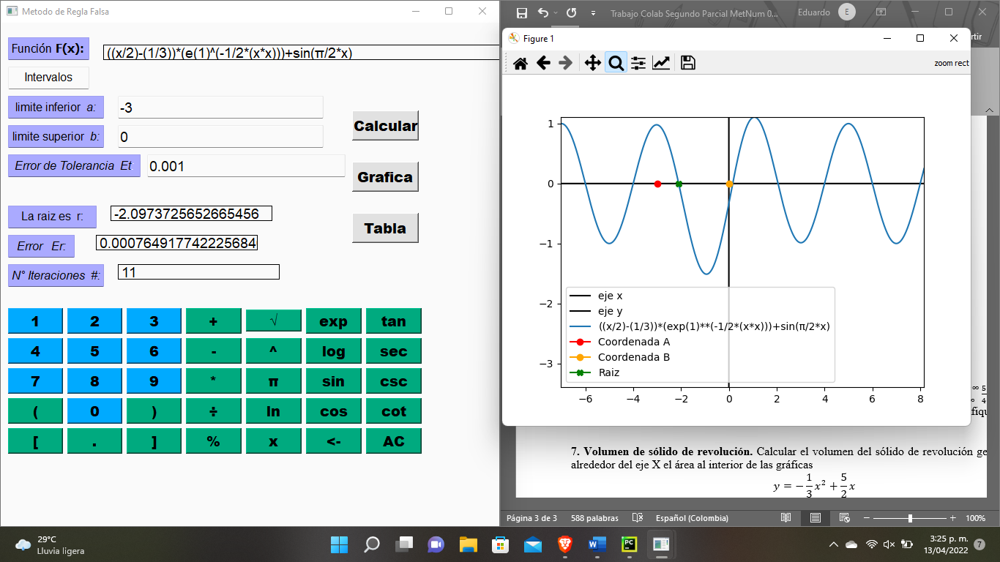 Metodo de Regla Falsa
Función F(x):
((x/2)-(1/3))*(e(1)^(-1/2*(x*x)))+sin(π/2*x)
Intervalos
limite inferior a:
-3
limite superior b:
0
Error de Tolerancia Et
0.001
Calcular
Grafica
Tabla
La raiz es r:
-2.0973725652665456
Error Er:
0.000764917742225684
N° Iteraciones #:
11
1 2 3 + √ exp tan
4 5 6 - ^ log sec
7 8 9 * π sin csc
( 0 ) ÷ ln cos cot
[ . ] % x <- AC
Trabajo Colab Segundo Parcial MetNum 0...
Eduardo
E
rtir
Figure 1
zoom rect
1
0
−1
−2
−3
−6 −4 −2 0 2 4 6 8
eje x
eje y
((x/2)-(1/3))*(exp(1)**(-1/2*(x*x)))+sin(π/2*x)
Coordenada A
Coordenada B
Raiz
∞ 5
4
fiqu
7. Volumen de sólido de revolución. Calcular el volumen del sólido de revolución ge
alrededor del eje X el área al interior de las gráficas
y = −1/3 x² + 5/2 x
Página 3 de 3
588 palabras
Español (Colombia)
100%
29°C
Lluvia ligera
W
PC
3:25 p. m.
13/04/2022
7